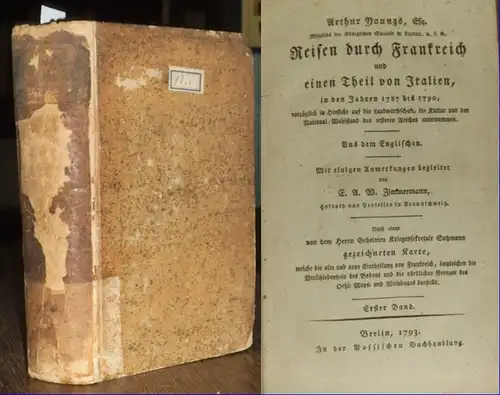 Arthur Youngs, Esq.
Mitglieds der Königlichen Societät in London, u. s. w.
Reisen durch Frankreich
und
einen Theil von Italien,
in den Jahren 1787 bis 1790,
vorzüglich in Hinsicht auf die Landwirthschaft, die Kultur und den
National-Wohlstand des ersteren Reiches unternommen.
Aus dem Englischen.
Mit einigen Anmerkungen begleitet
von
E. A. W. Zimmermann,
Hofrath und Professor in Braunschweig.
Nebst einer
von dem Herrn Geheimen Kriegessekretair Sotzmann
gezeichneten Karte,
welche die alte und neue Eintheilung von Frankreich, imgleichen die
Verschiedenheit des Bodens und die nördlichen Grenzen des
Oehl- Mays- und Weinbaues darstellt.
Erster Band.
Berlin, 1793.
In der Vossischen Buchhandlung.